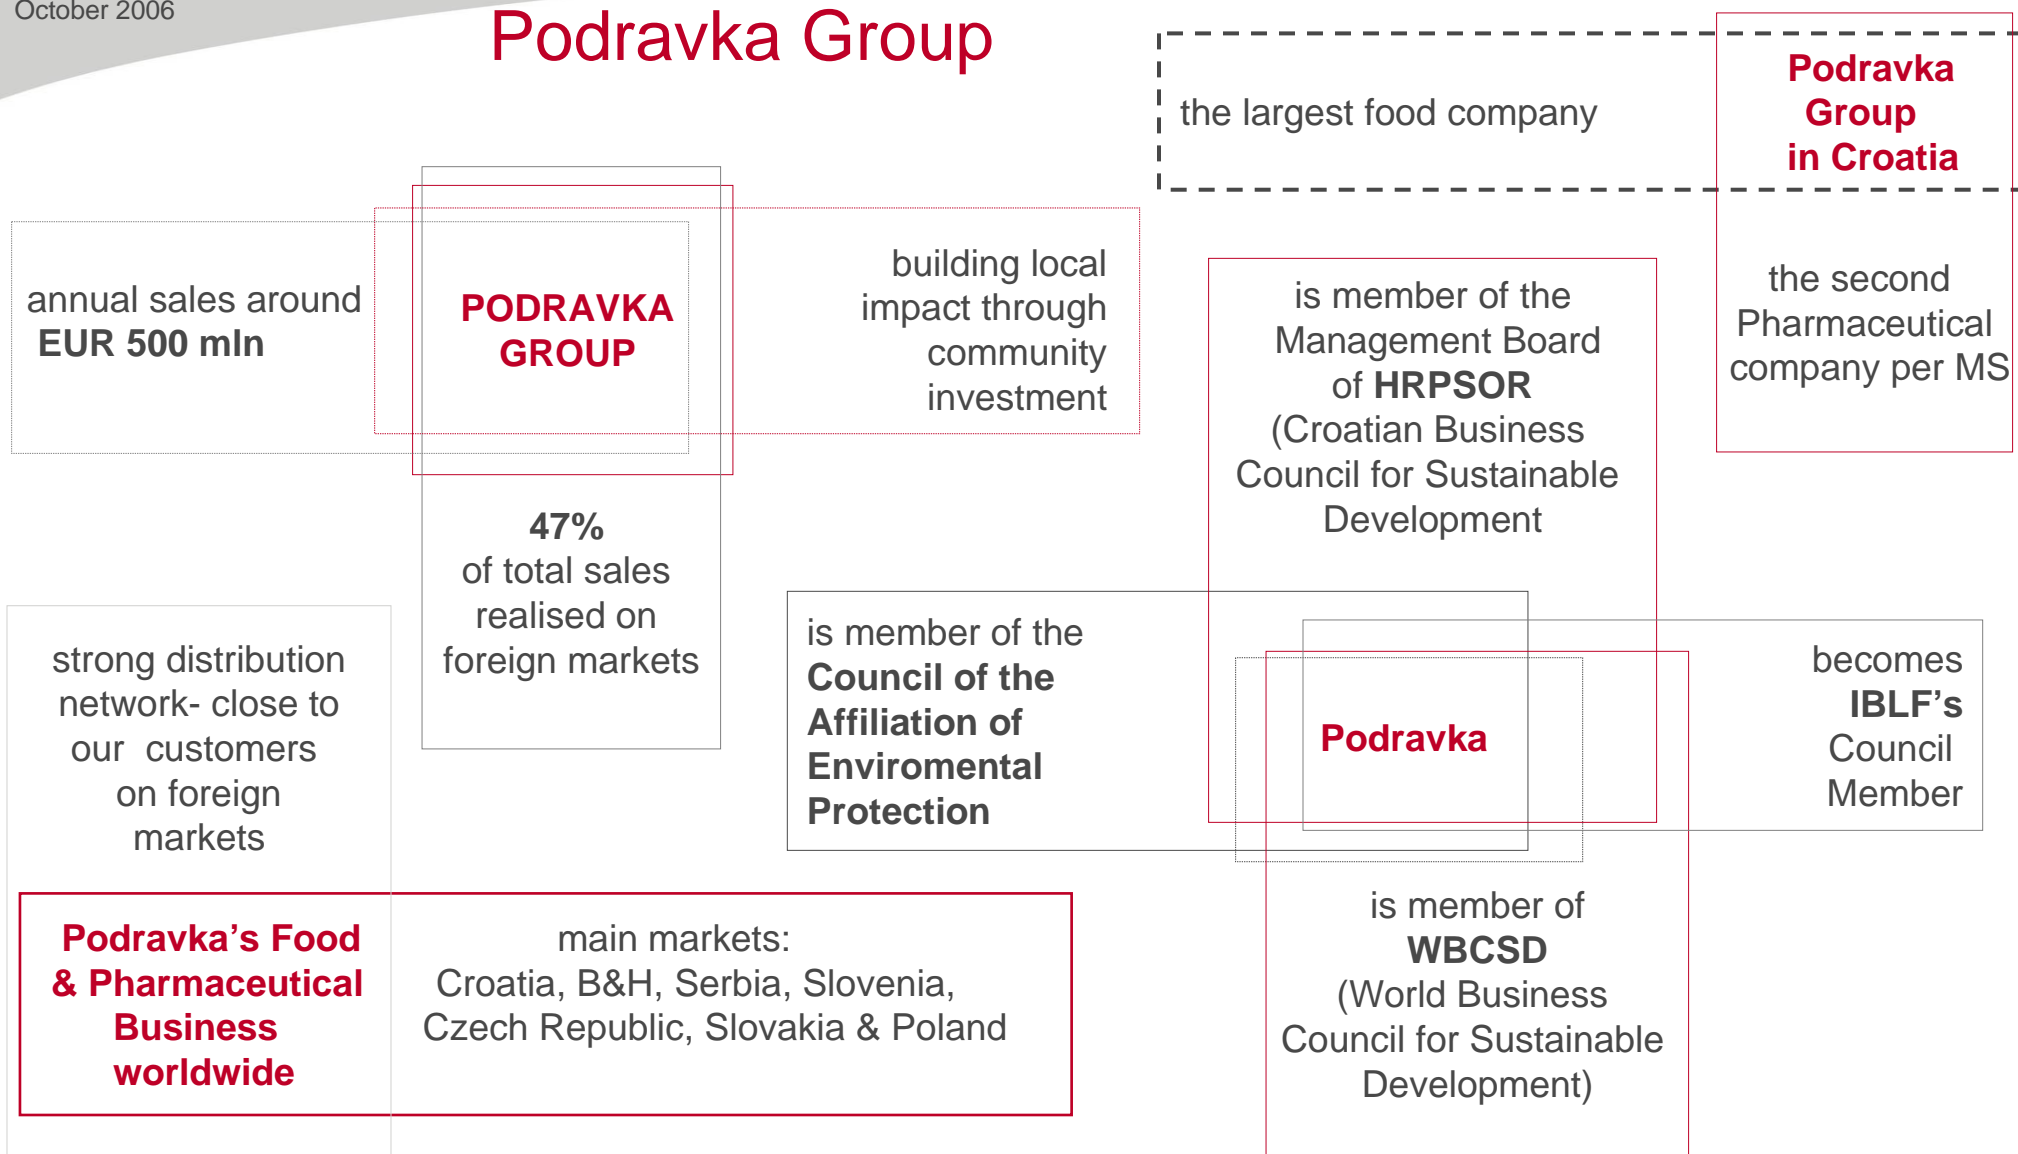 October 2006
Podravka Group
the largest food company
Podravka
Group
in Croatia
the second
Pharmaceutical
company per MS
annual sales around
EUR 500 mln
PODRAVKA
GROUP
building local
impact through
community
investment
47%
of total sales
realised on
foreign markets
is member of the
Management Board
of HRPSOR
(Croatian Business
Council for Sustainable
Development
strong distribution
network- close to
our customers
on foreign
markets
is member of the
Council of the
Affiliation of
Enviromental
Protection
Podravka
becomes
IBLF’s
Council
Member
Podravka’s Food
& Pharmaceutical
Business
worldwide
main markets:
Croatia, B&H, Serbia, Slovenia,
Czech Republic, Slovakia & Poland
is member of
WBCSD
(World Business
Council for Sustainable
Development)